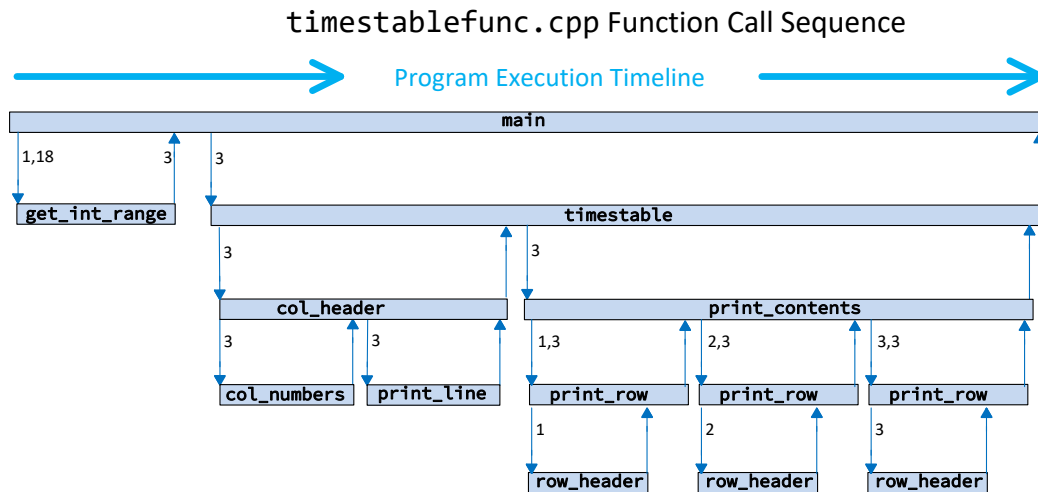 timestablefunc.cpp Function Call Sequence
Program Execution Timeline
main
1,18 3 3
get_int_range timestable
3 3
col_header print_contents
3 3 1,3 2,3 3,3
col_numbers print_line print_row print_row print_row
1 2 3
row_header row_header row_header